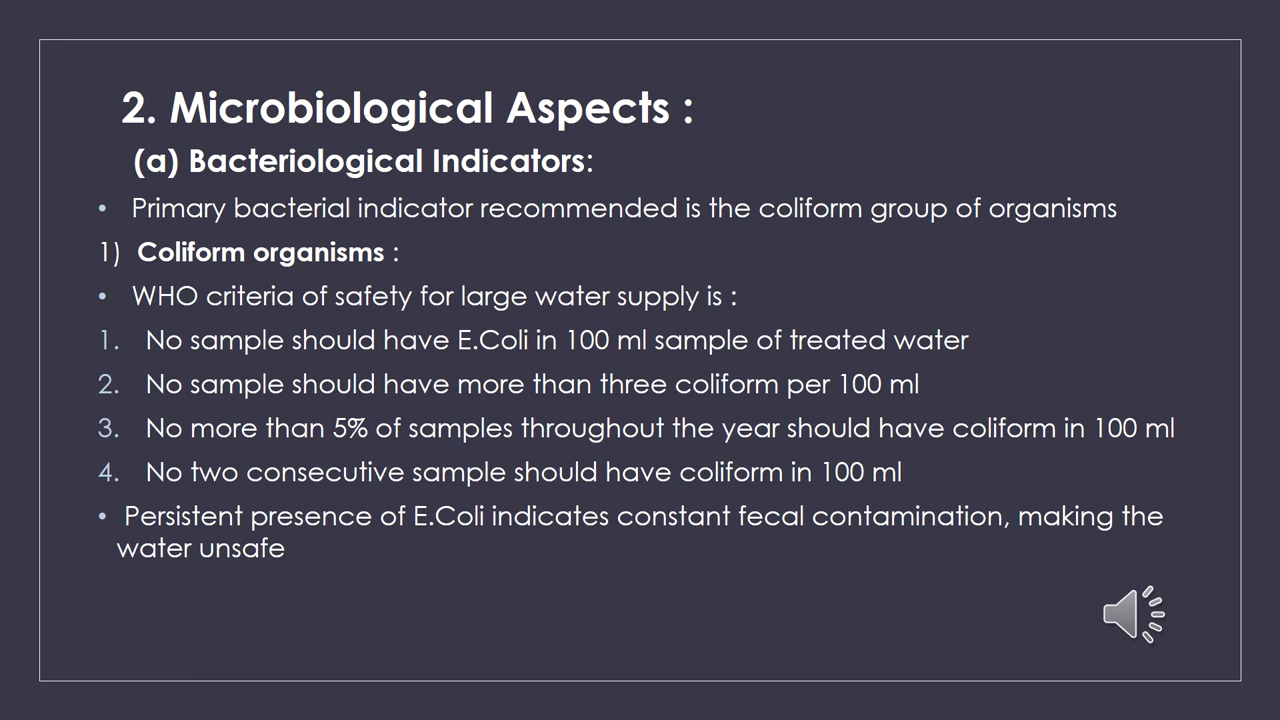 2. Microbiological Aspects :
(a) Bacteriological Indicators:
• Primary bacterial indicator recommended is the coliform group of organisms
1) Coliform organisms :
• WHO criteria of safety for large water supply is :
1. No sample should have E.Coli in 100 ml sample of treated water
2. No sample should have more than three coliform per 100 ml
3. No more than 5% of samples throughout the year should have coliform in 100 ml
4. No two consecutive sample should have coliform in 100 ml
• Persistent presence of E.Coli indicates constant fecal contamination, making the
water unsafe